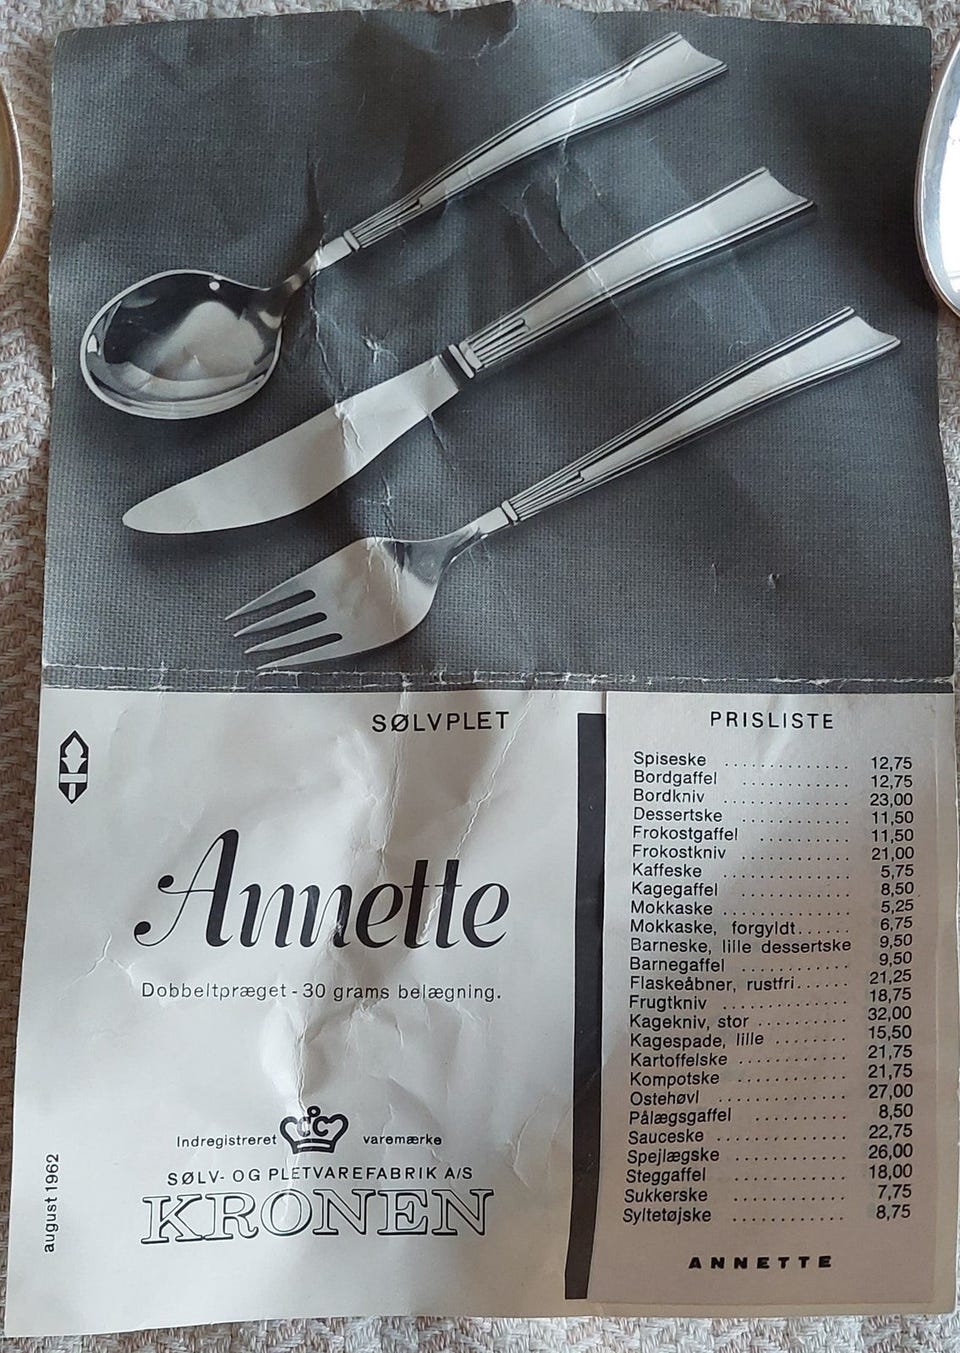 SØLVPLET
Annette
Dobbeltpræget - 30 grams belægning.
Indregistreret varemærke
SØLV- OG PLETVAREFABRIK A/S
KRONEN
august 1962
PRISLISTE
Spiseske ............ 12,75
Bordgaffel ............ 12,75
Bordkniv ............ 23,00
Dessertske ............ 11,50
Frokostgaffel .......... 11,50
Frokostkniv ............ 21,00
Kaffeske ............ 5,75
Kagegaffel ............ 8,50
Mokkaske ............ 5,25
Mokkaske, forgyldt...... 6,75
Barneske, lille dessertske 9,50
Barnegaffel ............ 9,50
Flaskeåbner, rustfri...... 21,25
Frugtkniv ............ 18,75
Kagekniv, stor .......... 32,00
Kagespade, lille ........ 15,50
Kartoffelske ............ 21,75
Kompotske ............ 21,75
Ostehøvl ............ 27,00
Pålægsgaffel ............ 8,50
Sauceske ............ 22,75
Spejlægske ............ 26,00
Steggaffel ............ 18,00
Sukkerske ............ 7,75
Syltetøjske ............ 8,75
ANNETTE